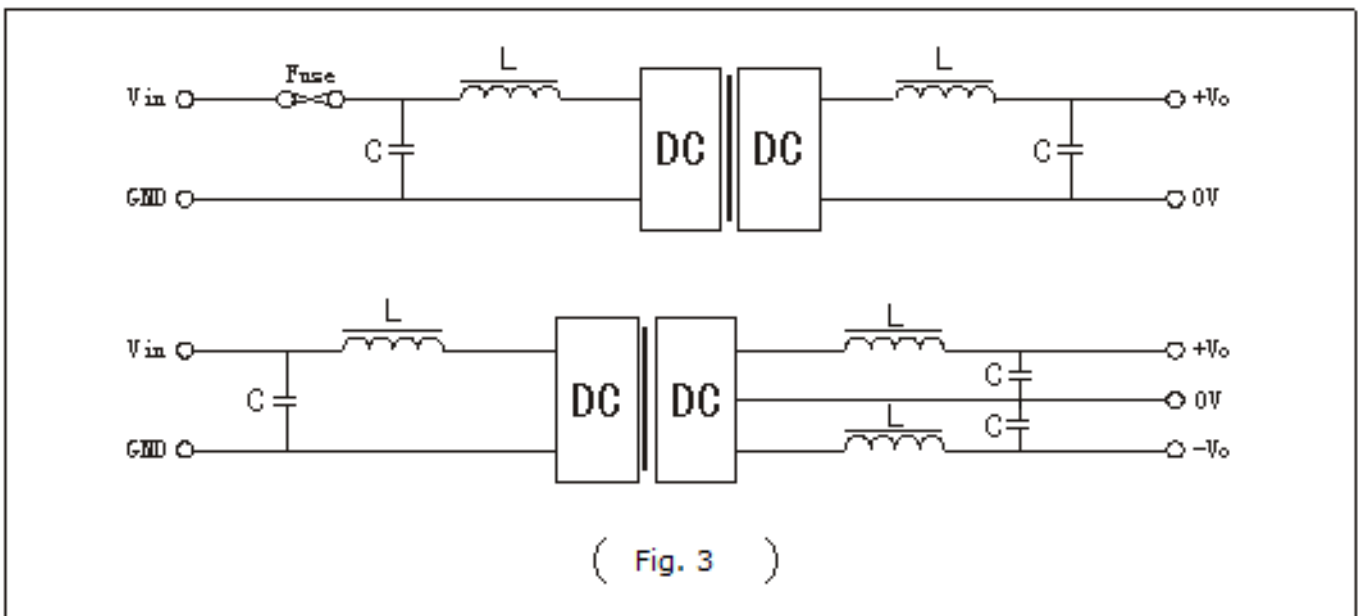 L L
Fuse
Vin +Vo
C DC DC C
GND 0V
L L
Vin +Vo
C
C DC DC 0V
L
C
GND -Vo
( Fig. 3 )